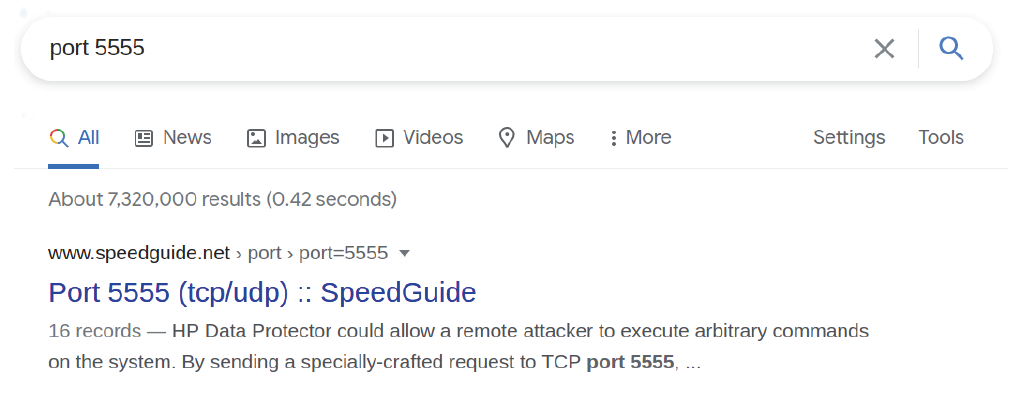 port 5555
All News Images Videos Maps More Settings Tools
About 7,320,000 results (0.42 seconds)
www.speedguide.net › port › port=5555
Port 5555 (tcp/udp) :: SpeedGuide
16 records — HP Data Protector could allow a remote attacker to execute arbitrary commands
on the system. By sending a specially-crafted request to TCP port 5555, ...